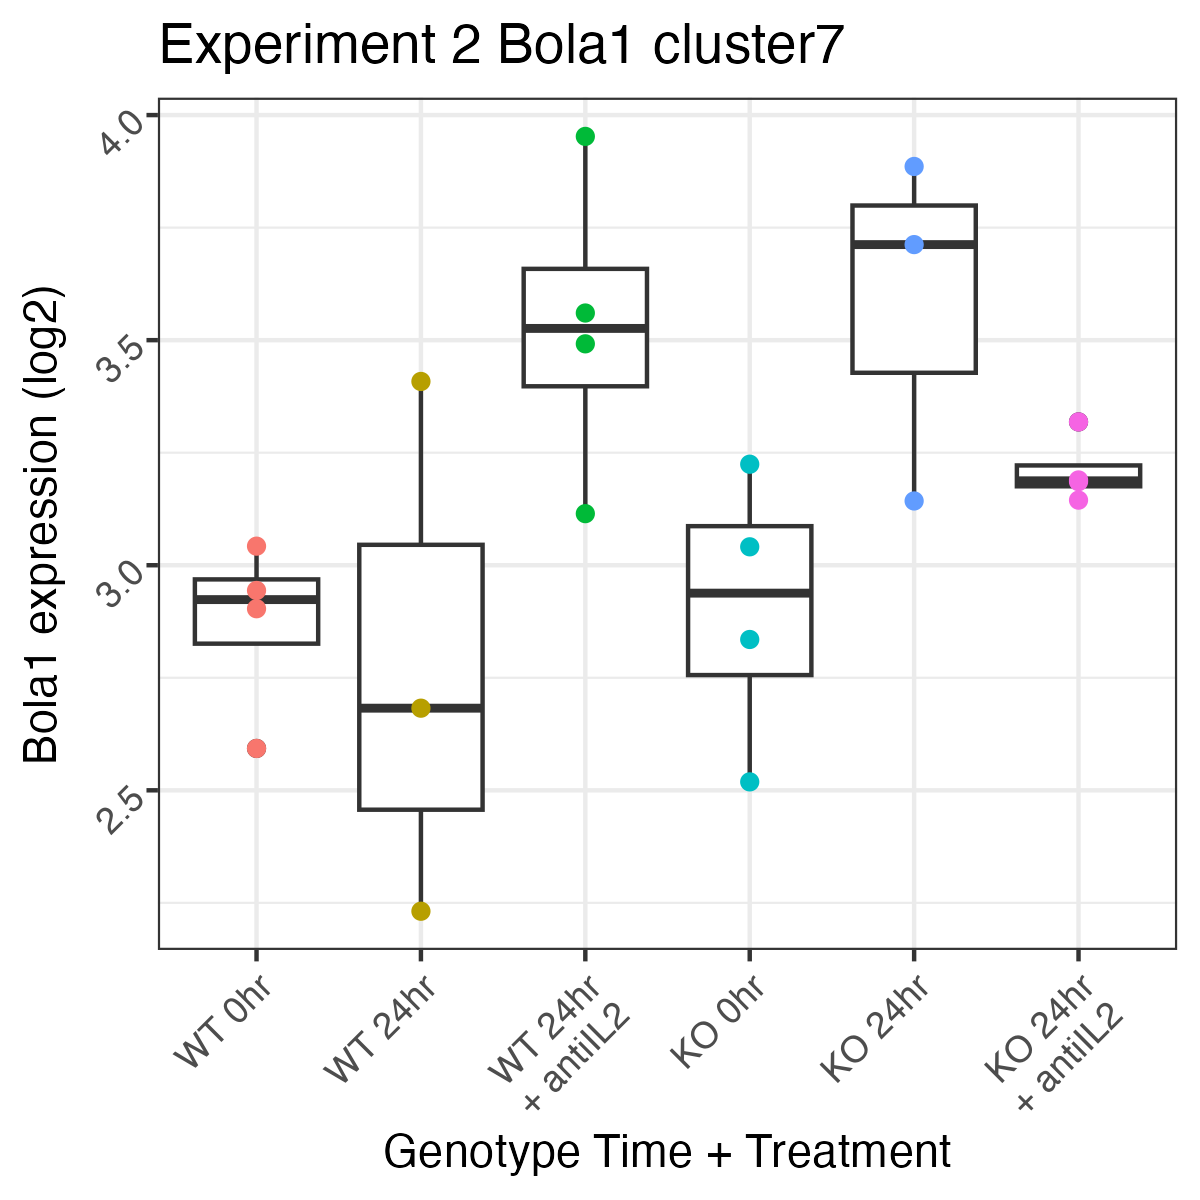 Experiment 2 Bola1 cluster7
Bola1 expression (log2)
4.0
3.5
3.0
2.5
WT 0hr
WT 24hr
WT 24hr
+ antiIL2
KO 0hr
KO 24hr
KO 24hr
+ antiIL2
Genotype Time + Treatment